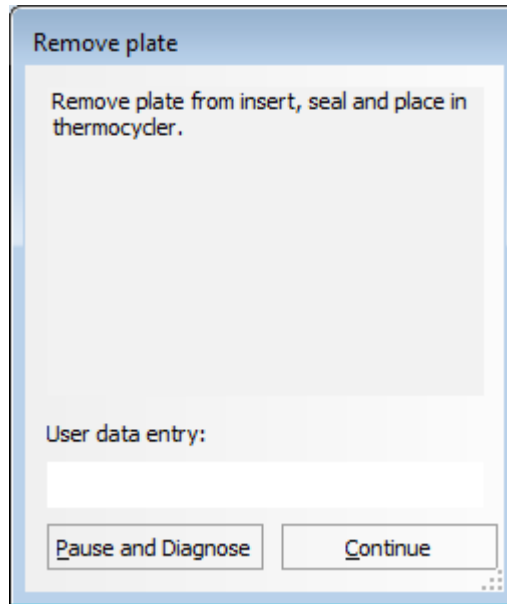 Remove plate
Remove plate from insert, seal and place in
thermocycler.
User data entry:
Pause and Diagnose
Continue